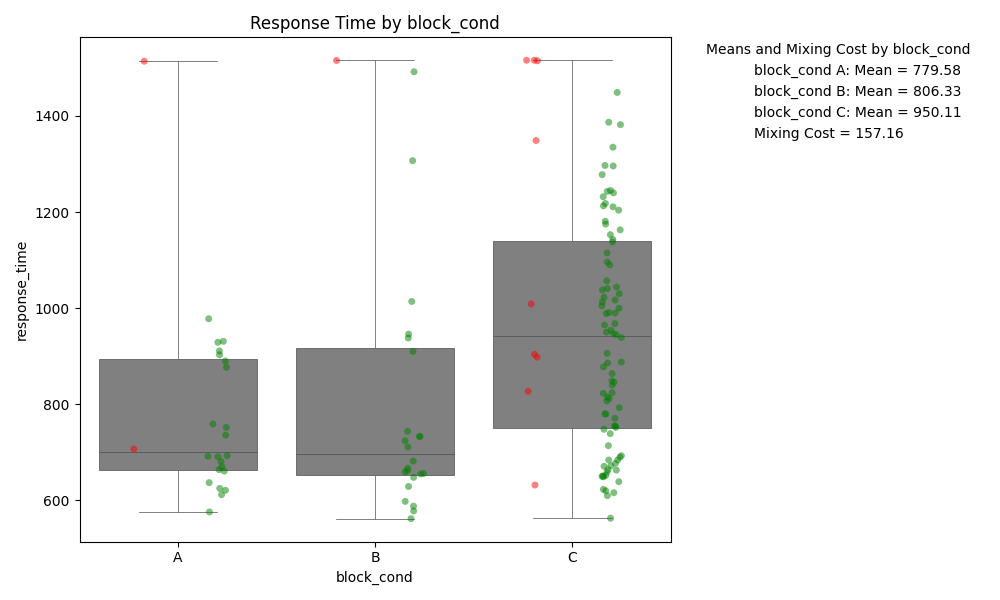 Response Time by block_cond
Means and Mixing Cost by block_cond
block_cond A: Mean = 779.58
block_cond B: Mean = 806.33
block_cond C: Mean = 950.11
Mixing Cost = 157.16
response_time
1400
1200
1000
800
600
A
B
C
block_cond